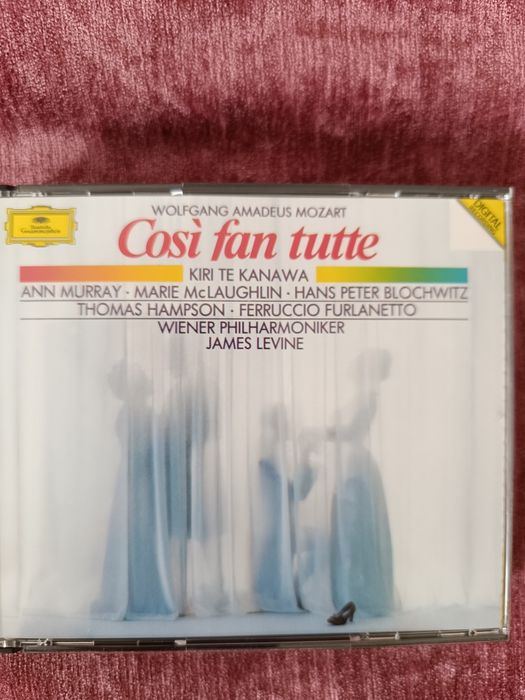 WOLFGANG AMADEUS MOZART
Deutsche
Grammophon
Così fan tutte
DIGITAL
RECORDING
KIRI TE KANAWA
ANN MURRAY · MARIE McLAUGHLIN · HANS PETER BLOCHWITZ
THOMAS HAMPSON · FERRUCCIO FURLANETTO
WIENER PHILHARMONIKER
JAMES LEVINE